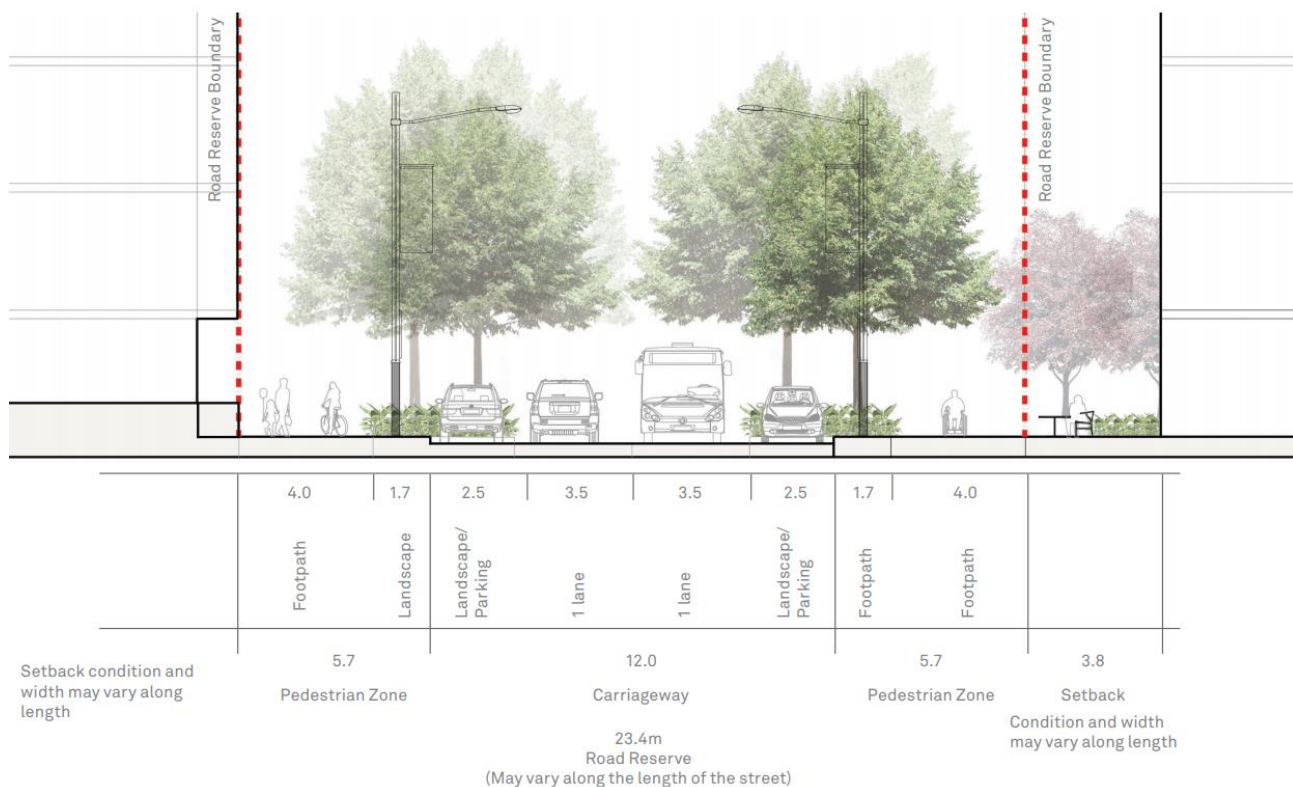 Road Reserve Boundary
Road Reserve Boundary
4.0
1.7
2.5
3.5
3.5
2.5
1.7
4.0
Footpath
Landscape
Landscape/
Parking
1 lane
1 lane
Landscape/
Parking
Footpath
Footpath
Setback condition and
width may vary along
length
5.7
Pedestrian Zone
12.0
Carriageway
5.7
Pedestrian Zone
3.8
Setback
Condition and width
may vary along length
23.4m
Road Reserve
(May vary along the length of the street)